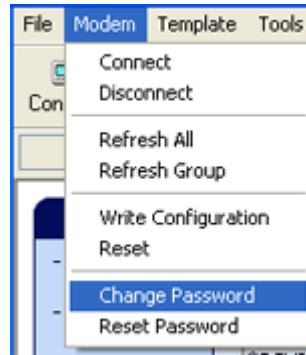 File Modem Template Tools
Connect
Con
Disconnect
Refresh All
Refresh Group
Write Configuration
Reset
Change Password
Reset Password